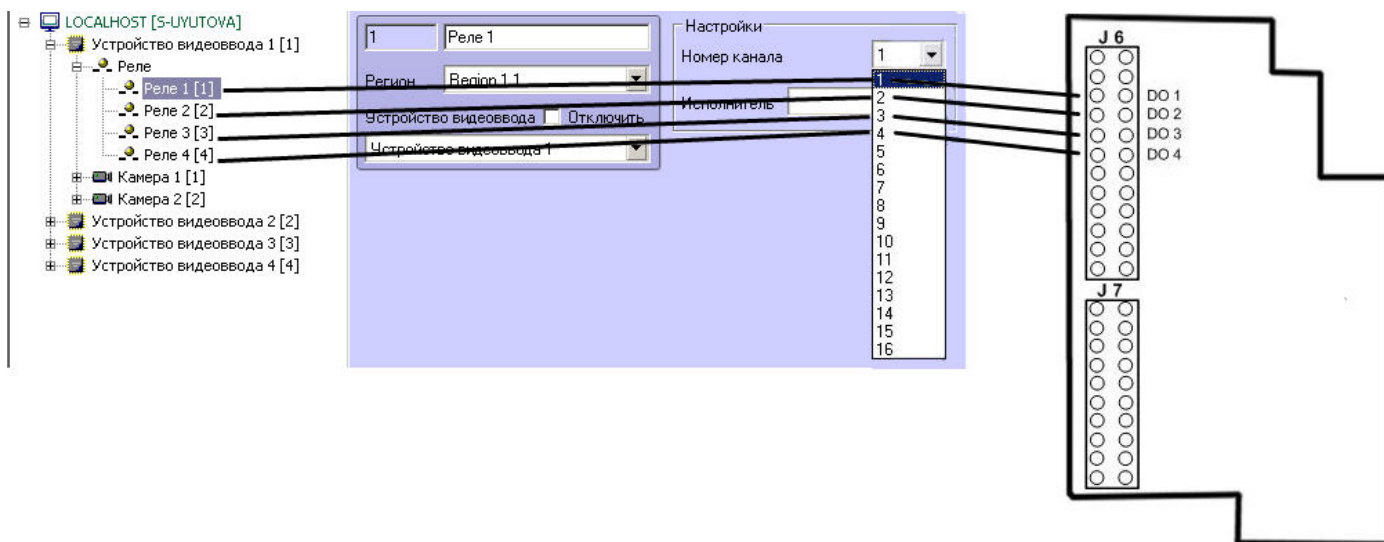 LOCALHOST [S-UYUTOVA]
Устройство видеоввода 1 [1]
Реле
Реле 1 [1]
Реле 2 [2]
Реле 3 [3]
Реле 4 [4]
Камера 1 [1]
Камера 2 [2]
Устройство видеоввода 2 [2]
Устройство видеоввода 3 [3]
Устройство видеоввода 4 [4]
1 Реле 1
Регион Region 1.1
Устройство видеоввода Отключить
Устройство видеоввода 1
Настройки
Номер канала 1
Исполнитель
1
2
3
4
5
6
7
8
9
10
11
12
13
14
15
16
J 6
DO 1
DO 2
DO 3
DO 4
J 7